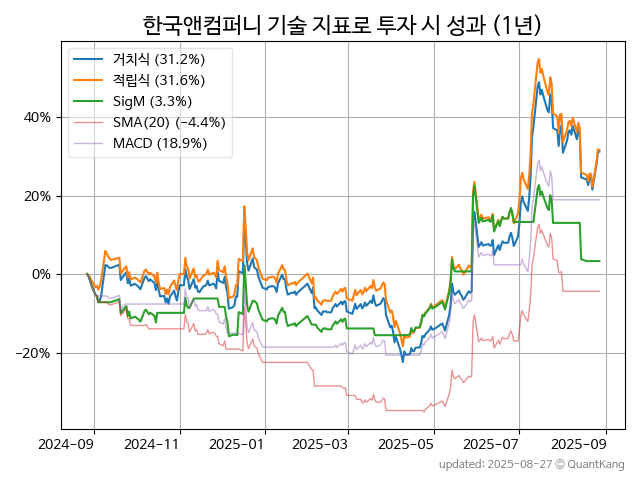 한국앤컴퍼니 기술 지표로 투자 시 성과 (1년)
거치식 (31.2%)
적립식 (31.6%)
SigM (3.3%)
SMA(20) (−4.4%)
MACD (18.9%)
40%
20%
0%
−20%
2024-09 2024-11 2025-01 2025-03 2025-05 2025-07 2025-09
updated: 2025-08-27 © QuantKang